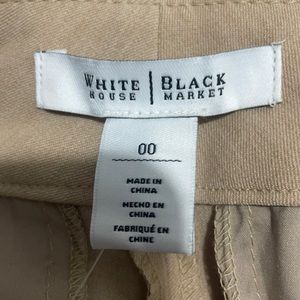 WHITE | BLACK
HOUSE | MARKET
00
MADE IN
CHINA
HECHO EN
CHINA
FABRIQUÉ EN
CHINE